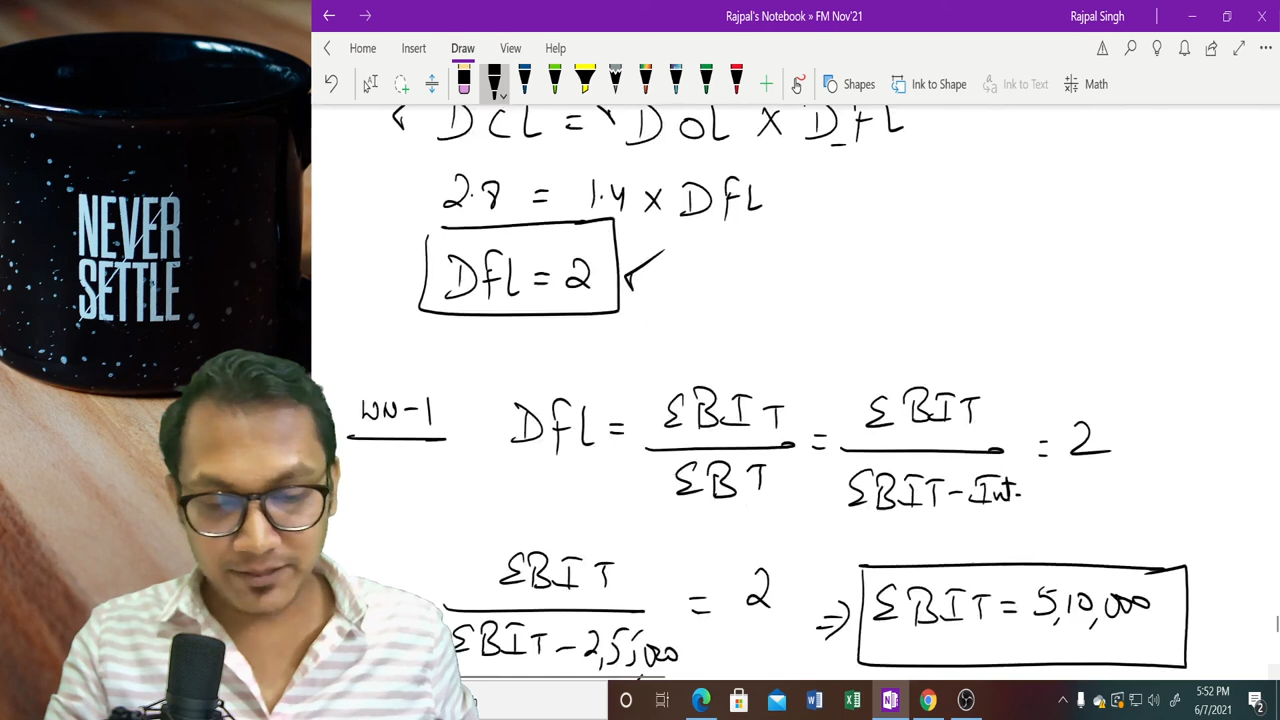 Rajpal's Notebook » FM Nov'21
Rajpal Singh
Home Insert Draw View Help
Shapes Ink to Shape Ink to Text Math
DCL = DOL X DFL
2.8 = 1.4 x DFL
DFL = 2 ✓
WN-1
DFL = EBIT / EBT = EBIT / EBIT - Int. = 2
EBIT / EBIT - 2,55,000 = 2 ⇒ EBIT = 5,10,000
NEVER
SETTLE
5:52 PM
6/7/2021
2